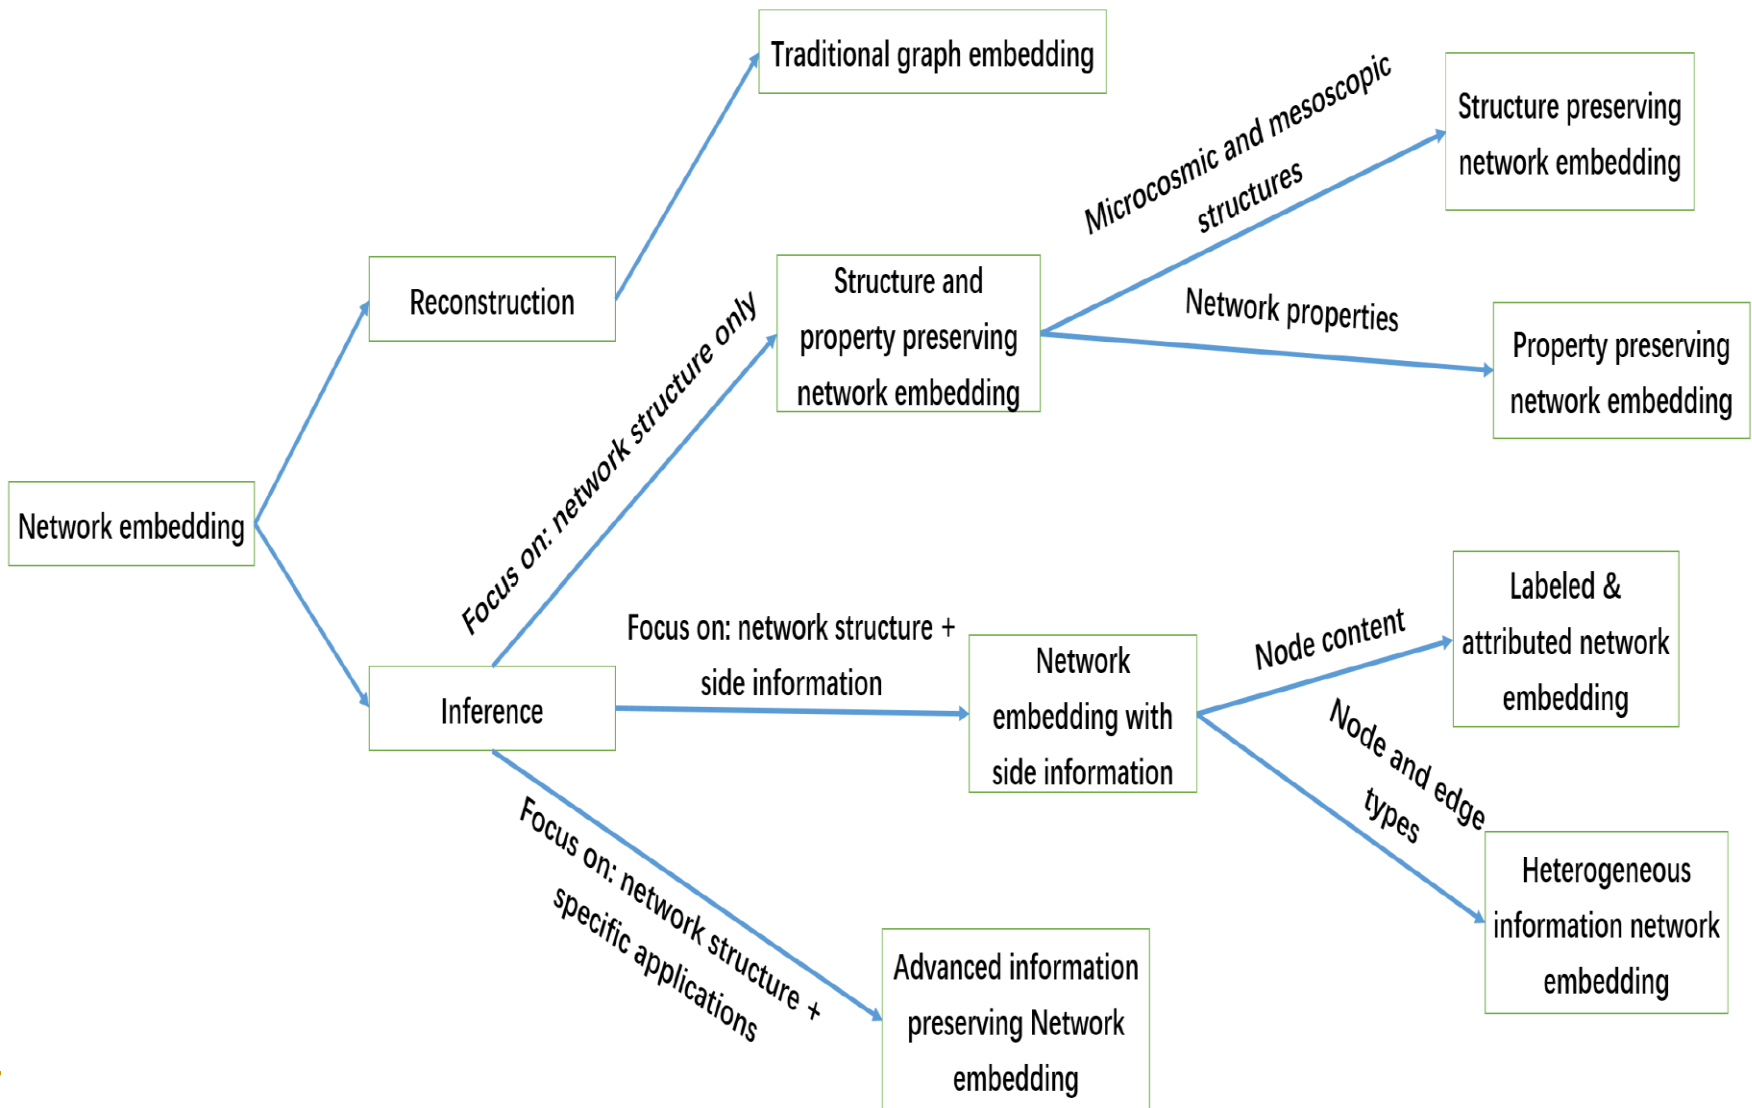 Traditional graph embedding
Microcosmic and mesoscopic
structures
Structure preserving
network embedding
Reconstruction
Focus on: network structure only
Structure and
property preserving
network embedding
Network properties
Property preserving
network embedding
Network embedding
Inference
Focus on: network structure +
side information
Network
embedding with
side information
Node content
Labeled &
attributed network
embedding
Node and edge
types
Heterogeneous
information network
embedding
Focus on: network structure +
specific applications
Advanced information
preserving Network
embedding